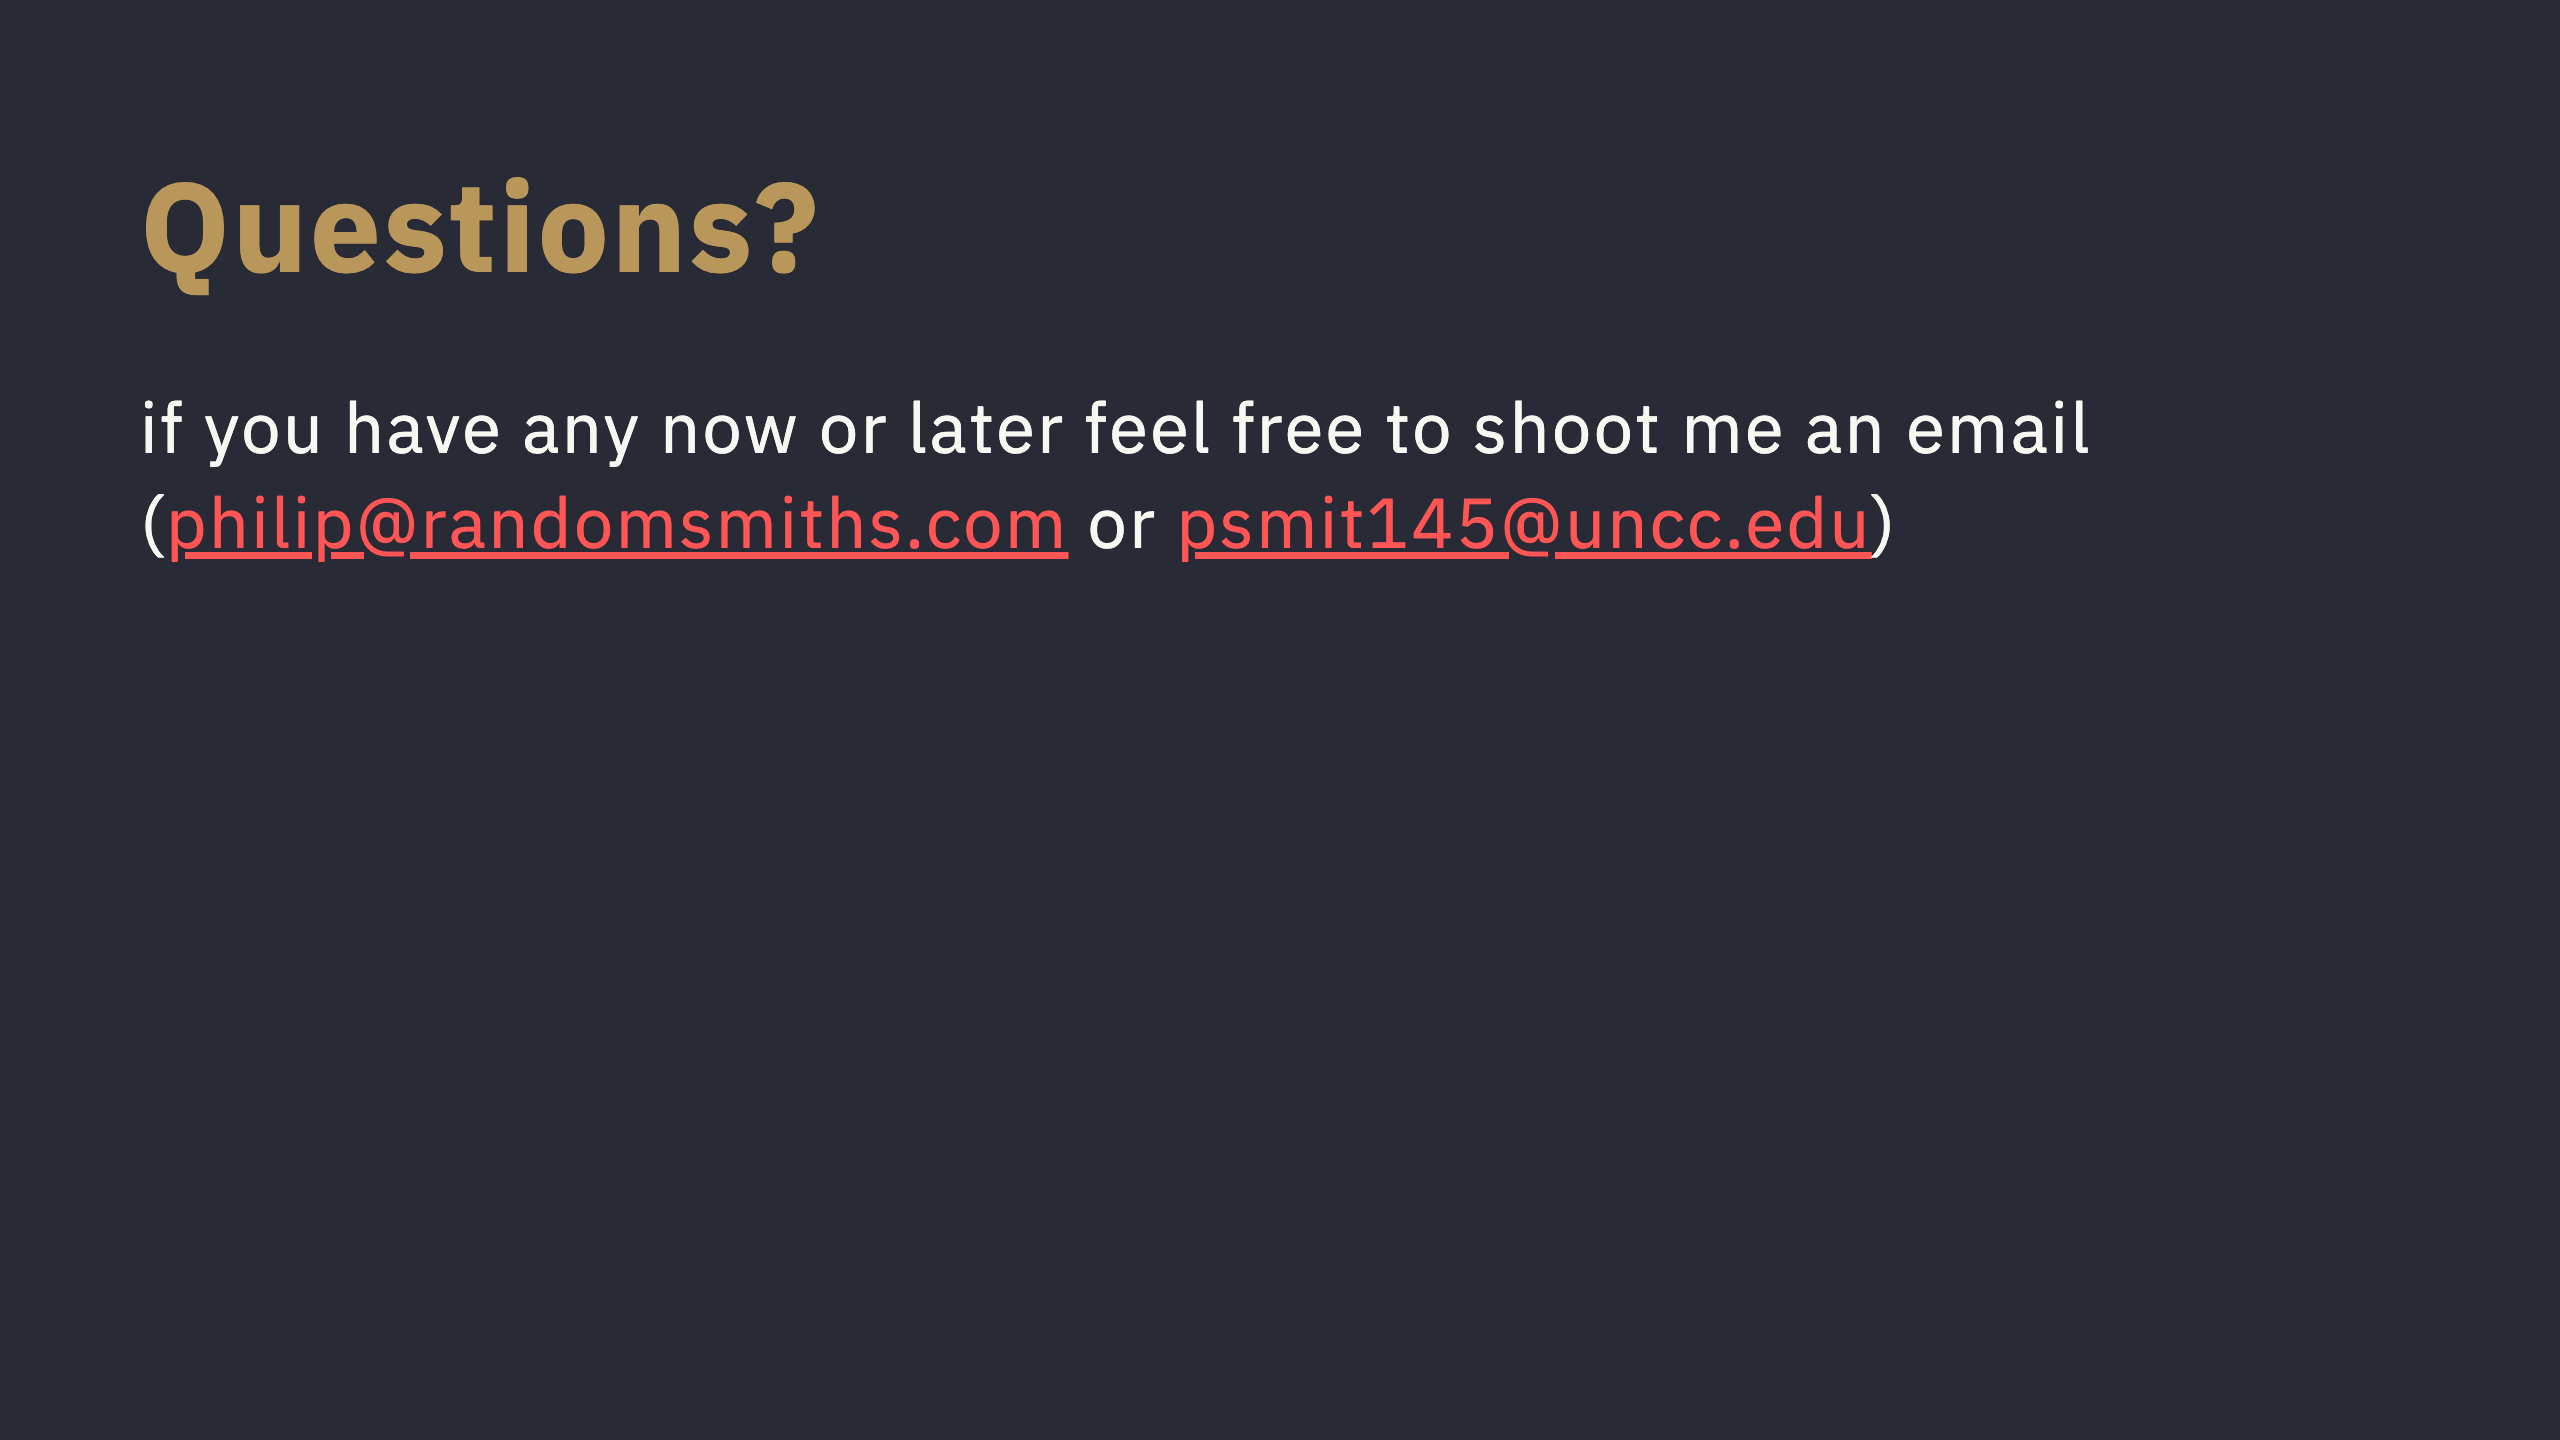 Questions?
if you have any now or later feel free to shoot me an email
(philip@randomsmiths.com or psmit145@uncc.edu)